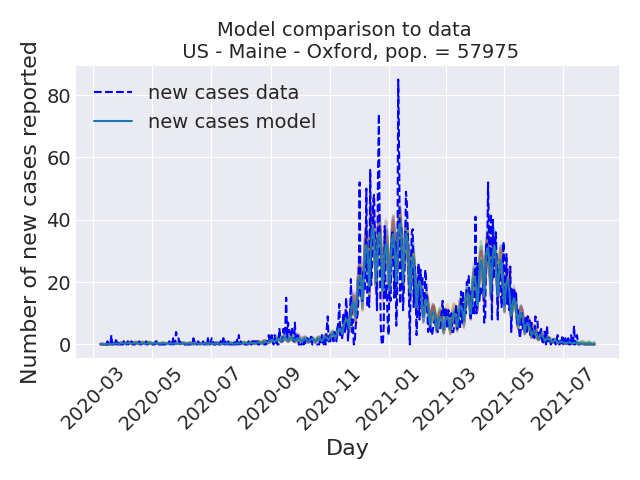 Model comparison to data
US - Maine - Oxford, pop. = 57975
Number of new cases reported
80
60
40
20
0
new cases data
new cases model
2020-03
2020-05
2020-07
2020-09
2020-11
2021-01
2021-03
2021-05
2021-07
Day